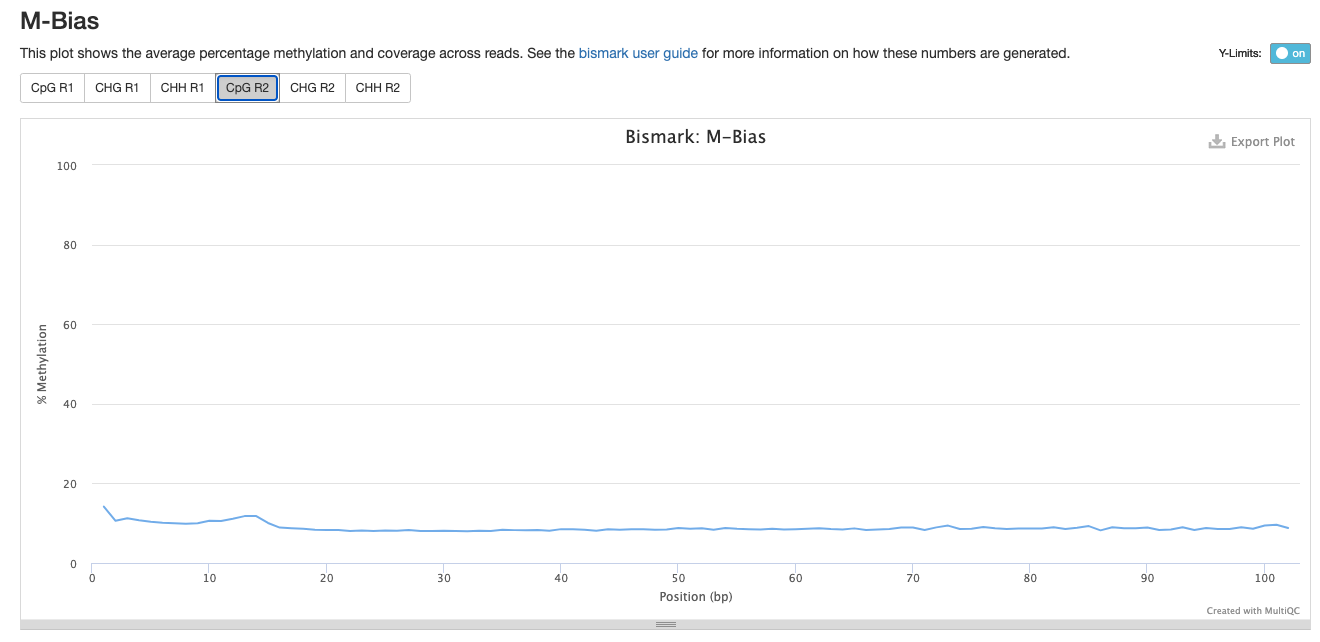 M-Bias
This plot shows the average percentage methylation and coverage across reads. See the bismark user guide for more information on how these numbers are generated.
Y-Limits: on
CpG R1 CHG R1 CHH R1 CpG R2 CHG R2 CHH R2
Bismark: M-Bias
Export Plot
100
80
60
40
20
0
% Methylation
0 10 20 30 40 50 60 70 80 90 100
Position (bp)
Created with MultiQC